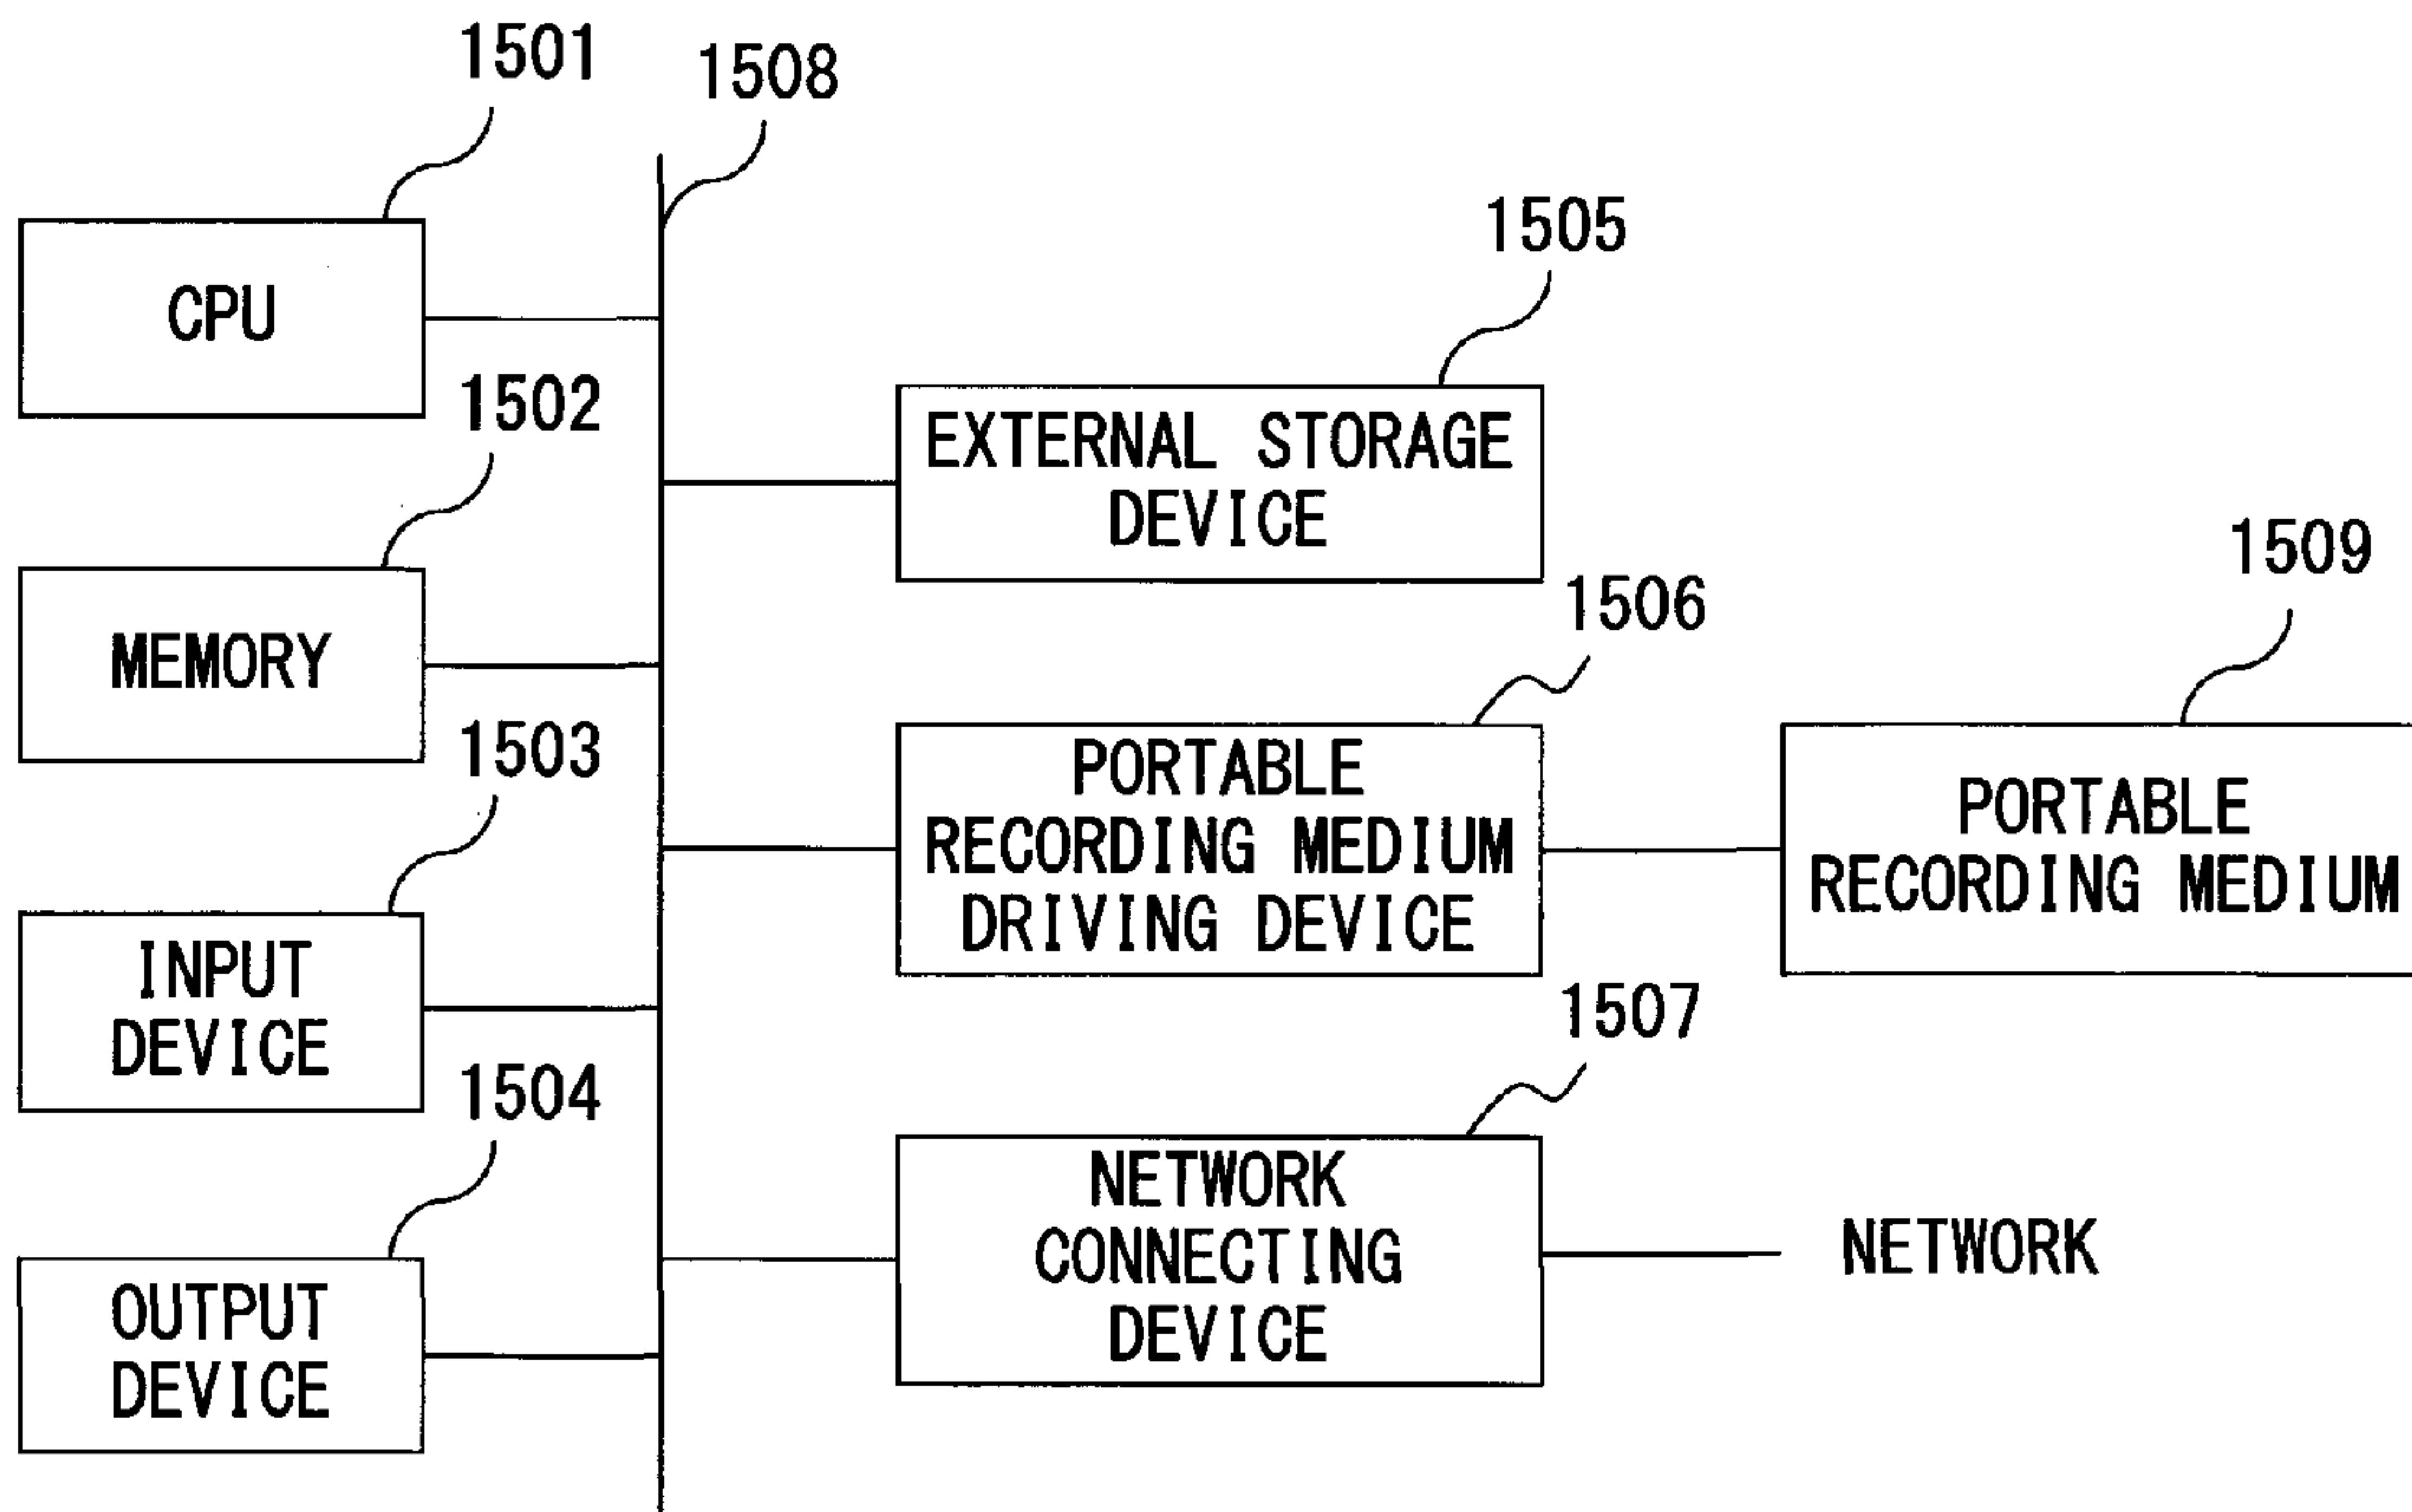 1501
1508
CPU
1505
EXTERNAL STORAGE
DEVICE
1502
MEMORY
1506
1509
PORTABLE
RECORDING MEDIUM
DRIVING DEVICE
PORTABLE
RECORDING MEDIUM
1503
INPUT
DEVICE
1507
NETWORK
CONNECTING
DEVICE
NETWORK
1504
OUTPUT
DEVICE